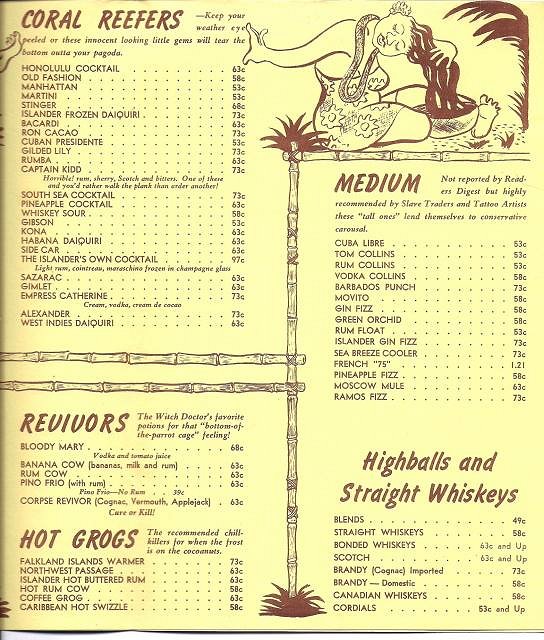 CORAL REEFERS —Keep your
weather eye
peeled or these innocent looking little gems will tear the
bottom outta your pagoda.
HONOLULU COCKTAIL . . . . . . . . . . 63c
OLD FASHION . . . . . . . . . . 58c
MANHATTAN . . . . . . . . . . 53c
MARTINI . . . . . . . . . . 53c
STINGER . . . . . . . . . . 68c
ISLANDER FROZEN DAIQUIRI . . . . . . . . . . 73c
BACARDI . . . . . . . . . . 63c
RON CACAO . . . . . . . . . . 73c
CUBAN PRESIDENTE . . . . . . . . . . 53c
GILDED LILY . . . . . . . . . . 73c
RUMBA . . . . . . . . . . 63c
CAPTAIN KIDD . . . . . . . . . . 73c
Horrible! rum, sherry, Scotch and bitters. One of these
and you'd rather walk the plank than order another!
SOUTH SEA COCKTAIL . . . . . . . . . . 73c
PINEAPPLE COCKTAIL . . . . . . . . . . 63c
WHISKEY SOUR . . . . . . . . . . 58c
GIBSON . . . . . . . . . . 53c
KONA . . . . . . . . . . 63c
HABANA DAIQUIRI . . . . . . . . . . 63c
SIDE CAR . . . . . . . . . . 63c
THE ISLANDER'S OWN COCKTAIL . . . . . . . . . . 97c
Light rum, cointreau, maraschino frozen in champagne glass
SAZARAC . . . . . . . . . . 63c
GIMLET . . . . . . . . . . 63c
EMPRESS CATHERINE . . . . . . . . . . 73c
Cream, vodka, cream de cacao
ALEXANDER . . . . . . . . . . 73c
WEST INDIES DAIQUIRI . . . . . . . . . . 63c
REVIVORS The Witch Doctor's favorite
potions for that "bottom-of-
the-parrot cage" feeling!
BLOODY MARY . . . . . . . . . . 68c
Vodka and tomato juice
BANANA COW (bananas, milk and rum) . . . . 63c
RUM COW . . . . . . . . . . 63c
PINO FRIO (with rum) . . . . . . . . . . 63c
Pino Frio—No Rum . . 39c
CORPSE REVIVOR (Cognac, Vermouth, Applejack) . 63c
Cure or Kill!
HOT GROGS The recommended chill-
killers for when the frost
is on the cocoanuts.
FALKLAND ISLANDS WARMER . . . . . . . . . . 73c
NORTHWEST PASSAGE . . . . . . . . . . 63c
ISLANDER HOT BUTTERED RUM . . . . . . . . . . 63c
HOT RUM COW . . . . . . . . . . 58c
COFFEE GROG . . . . . . . . . . 63c
CARIBBEAN HOT SWIZZLE . . . . . . . . . . 58c
MEDIUM Not reported by Read-
ers Digest but highly
recommended by Slave Traders and Tattoo Artists
these "tall ones" lend themselves to conservative
carousal.
CUBA LIBRE . . . . . . . . . . 53c
TOM COLLINS . . . . . . . . . . 53c
RUM COLLINS . . . . . . . . . . 53c
VODKA COLLINS . . . . . . . . . . 58c
BARBADOS PUNCH . . . . . . . . . . 73c
MOVITO . . . . . . . . . . 58c
GIN FIZZ . . . . . . . . . . 58c
GREEN ORCHID . . . . . . . . . . 58c
RUM FLOAT . . . . . . . . . . 53c
ISLANDER GIN FIZZ . . . . . . . . . . 73c
SEA BREEZE COOLER . . . . . . . . . . 73c
FRENCH "75" . . . . . . . . . . 1.21
PINEAPPLE FIZZ . . . . . . . . . . 58c
MOSCOW MULE . . . . . . . . . . 63c
RAMOS FIZZ . . . . . . . . . . 73c
Highballs and
Straight Whiskeys
BLENDS . . . . . . . . . . 49c
STRAIGHT WHISKEYS . . . . . . . . . . 58c
BONDED WHISKEYS . . . . . 63c and Up
SCOTCH . . . . . . . . . . 63c and Up
BRANDY (Cognac) Imported . . . . . 73c
BRANDY — Domestic . . . . . . . . . . 58c
CANADIAN WHISKEYS . . . . . . . . . . 58c
CORDIALS . . . . . . . . . . 53c and Up